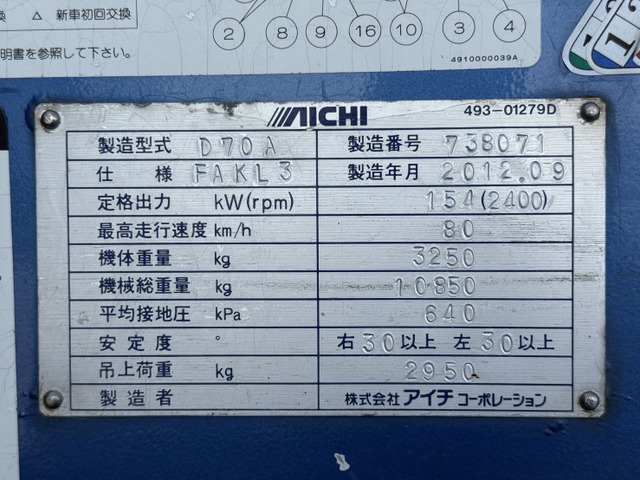 換 △ 新車初回交換
明書を参照して下さい。
2 8 9 16 10 3 4
4910000039A
AICHI 493-01279D
製造型式 D70A 製造番号 738071
仕様 FAKL3 製造年月 2012.09
定格出力 kW(rpm) 154(2400)
最高走行速度 km/h 80
機体重量 kg 3250
機械総重量 kg 10850
平均接地圧 kPa 640
安定度 ° 右30以上 左30以上
吊上荷重 kg 2950
製造者 株式会社アイチコーポレーション